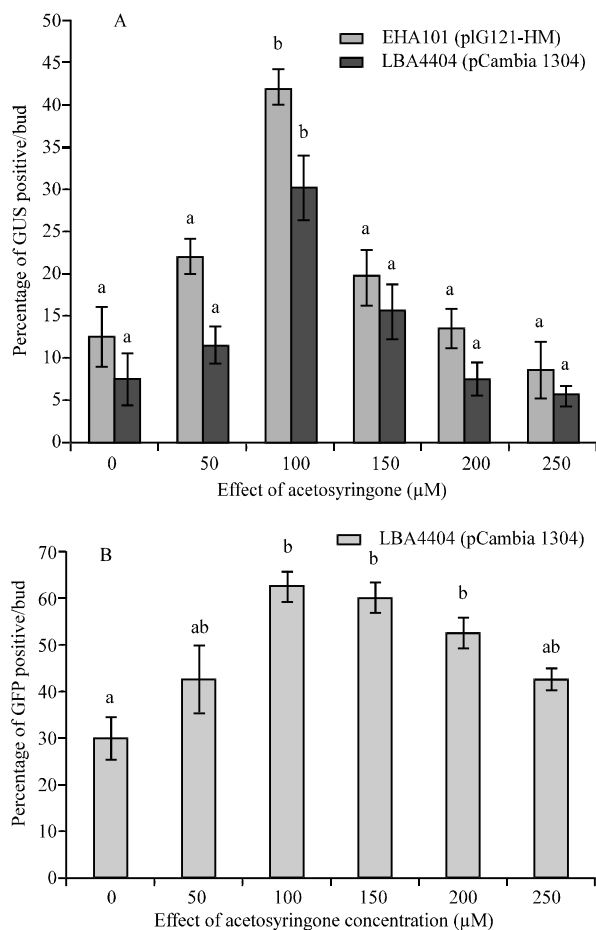 A
EHA101 (pIG121-HM)
LBA4404 (pCambia 1304)
Percentage of GUS positive/bud
50
45
40
35
30
25
20
15
10
5
0
a
a
a
a
b
b
a
a
a
a
a
a
0 50 100 150 200 250
Effect of acetosyringone (µM)
B
LBA4404 (pCambia 1304)
Percentage of GFP positive/bud
70
60
50
40
30
20
10
0
a
ab
b
b
b
ab
0 50 100 150 200 250
Effect of acetosyringone concentration (µM)